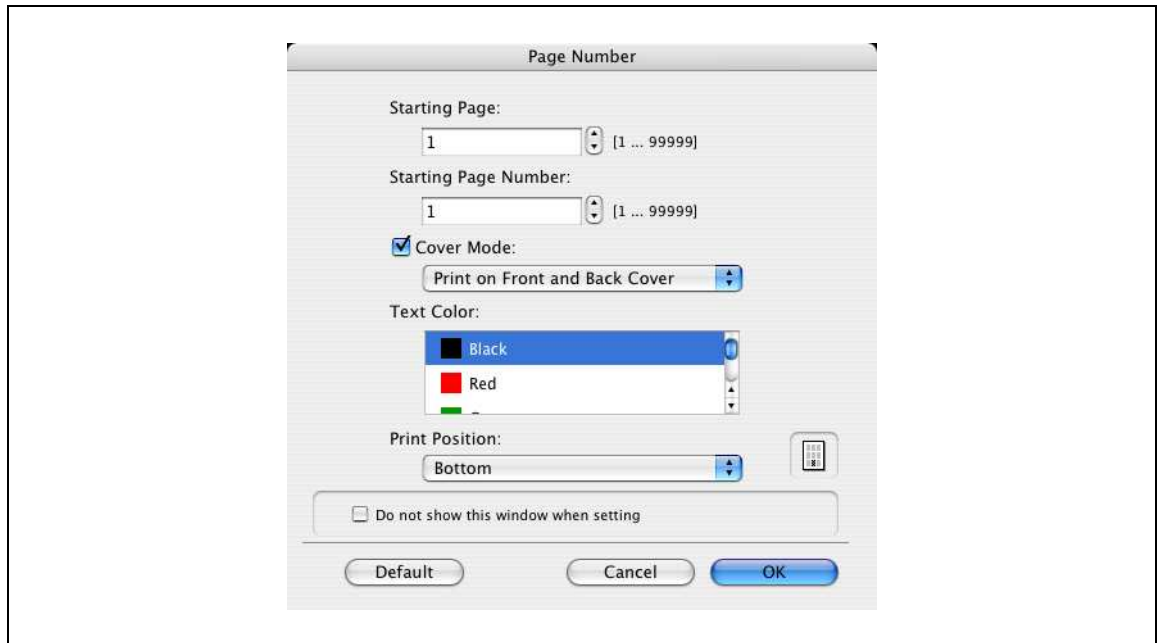 Page Number
Starting Page:
1 [1 ... 99999]
Starting Page Number:
1 [1 ... 99999]
Cover Mode:
Print on Front and Back Cover
Text Color:
Black
Red
Print Position:
Bottom
Do not show this window when setting
Default Cancel OK